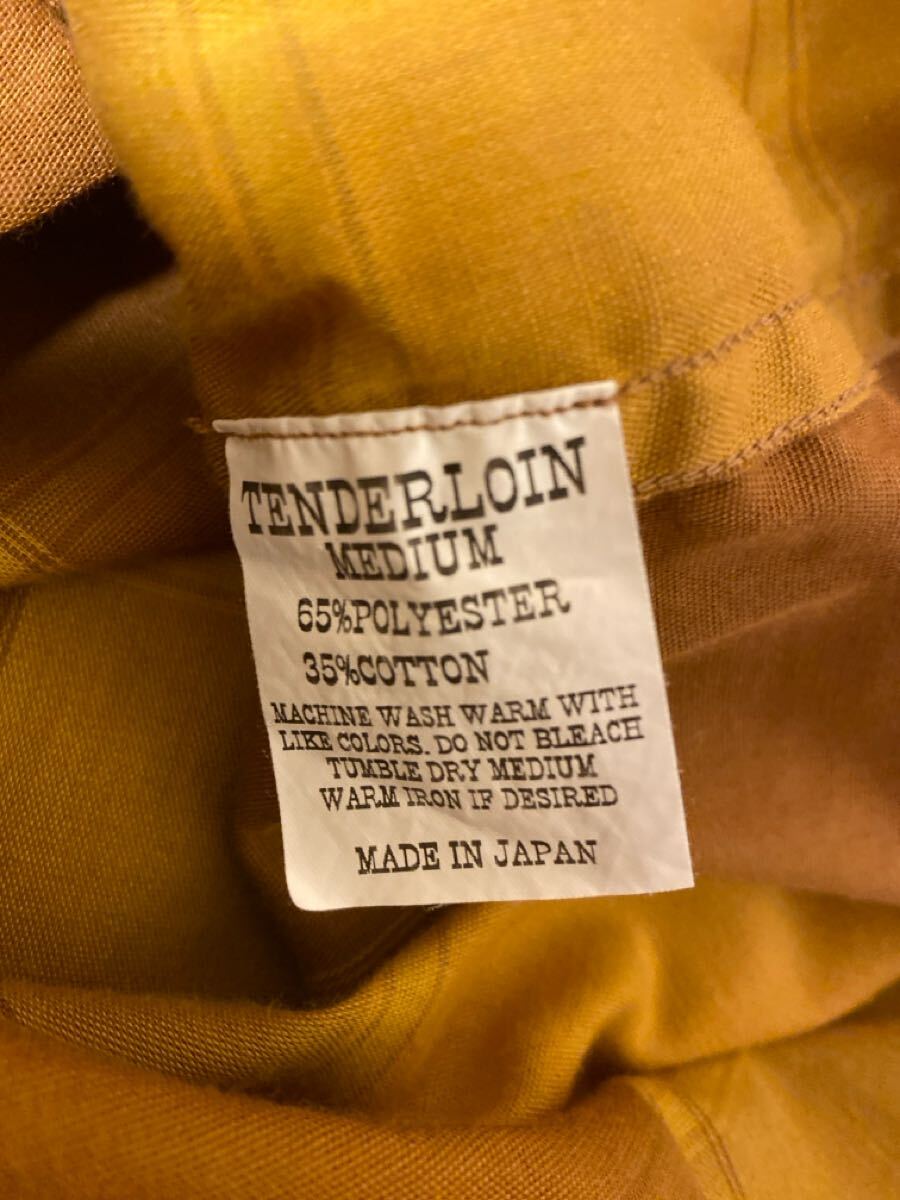 TENDERLOIN
MEDIUM
65%POLYESTER
35%COTTON
MACHINE WASH WARM WITH
LIKE COLORS. DO NOT BLEACH
TUMBLE DRY MEDIUM
WARM IRON IF DESIRED
MADE IN JAPAN